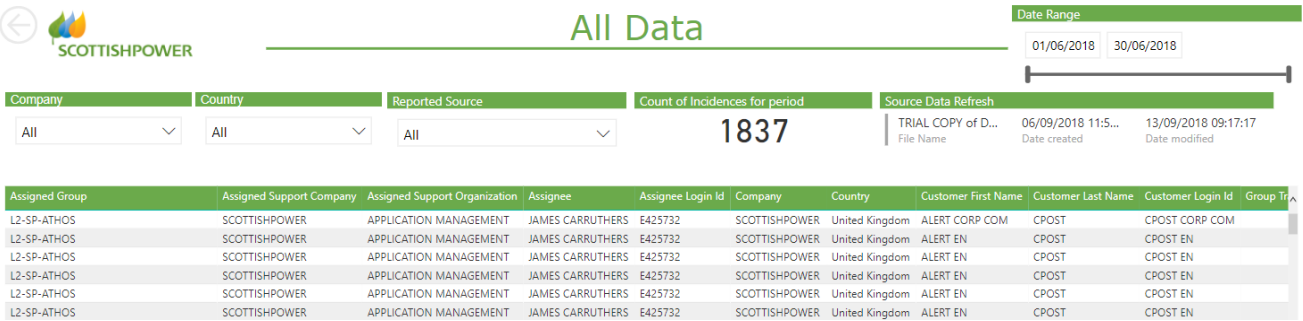 All Data
SCOTTISHPOWER
Date Range
01/06/2018 30/06/2018
Company Country Reported Source Count of Incidences for period Source Data Refresh
All All All 1837
TRIAL COPY of D... 06/09/2018 11:5... 13/09/2018 09:17:17
File Name Date created Date modified
Assigned Group Assigned Support Company Assigned Support Organization Assignee Assignee Login Id Company Country Customer First Name Customer Last Name Customer Login Id Group Tr
L2-SP-ATHOS SCOTTISHPOWER APPLICATION MANAGEMENT JAMES CARRUTHERS E425732 SCOTTISHPOWER United Kingdom ALERT CORP COM CPOST CPOST CORP COM
L2-SP-ATHOS SCOTTISHPOWER APPLICATION MANAGEMENT JAMES CARRUTHERS E425732 SCOTTISHPOWER United Kingdom ALERT EN CPOST CPOST EN
L2-SP-ATHOS SCOTTISHPOWER APPLICATION MANAGEMENT JAMES CARRUTHERS E425732 SCOTTISHPOWER United Kingdom ALERT EN CPOST CPOST EN
L2-SP-ATHOS SCOTTISHPOWER APPLICATION MANAGEMENT JAMES CARRUTHERS E425732 SCOTTISHPOWER United Kingdom ALERT EN CPOST CPOST EN
L2-SP-ATHOS SCOTTISHPOWER APPLICATION MANAGEMENT JAMES CARRUTHERS E425732 SCOTTISHPOWER United Kingdom ALERT EN CPOST CPOST EN
L2-SP-ATHOS SCOTTISHPOWER APPLICATION MANAGEMENT JAMES CARRUTHERS E425732 SCOTTISHPOWER United Kingdom ALERT EN CPOST CPOST EN